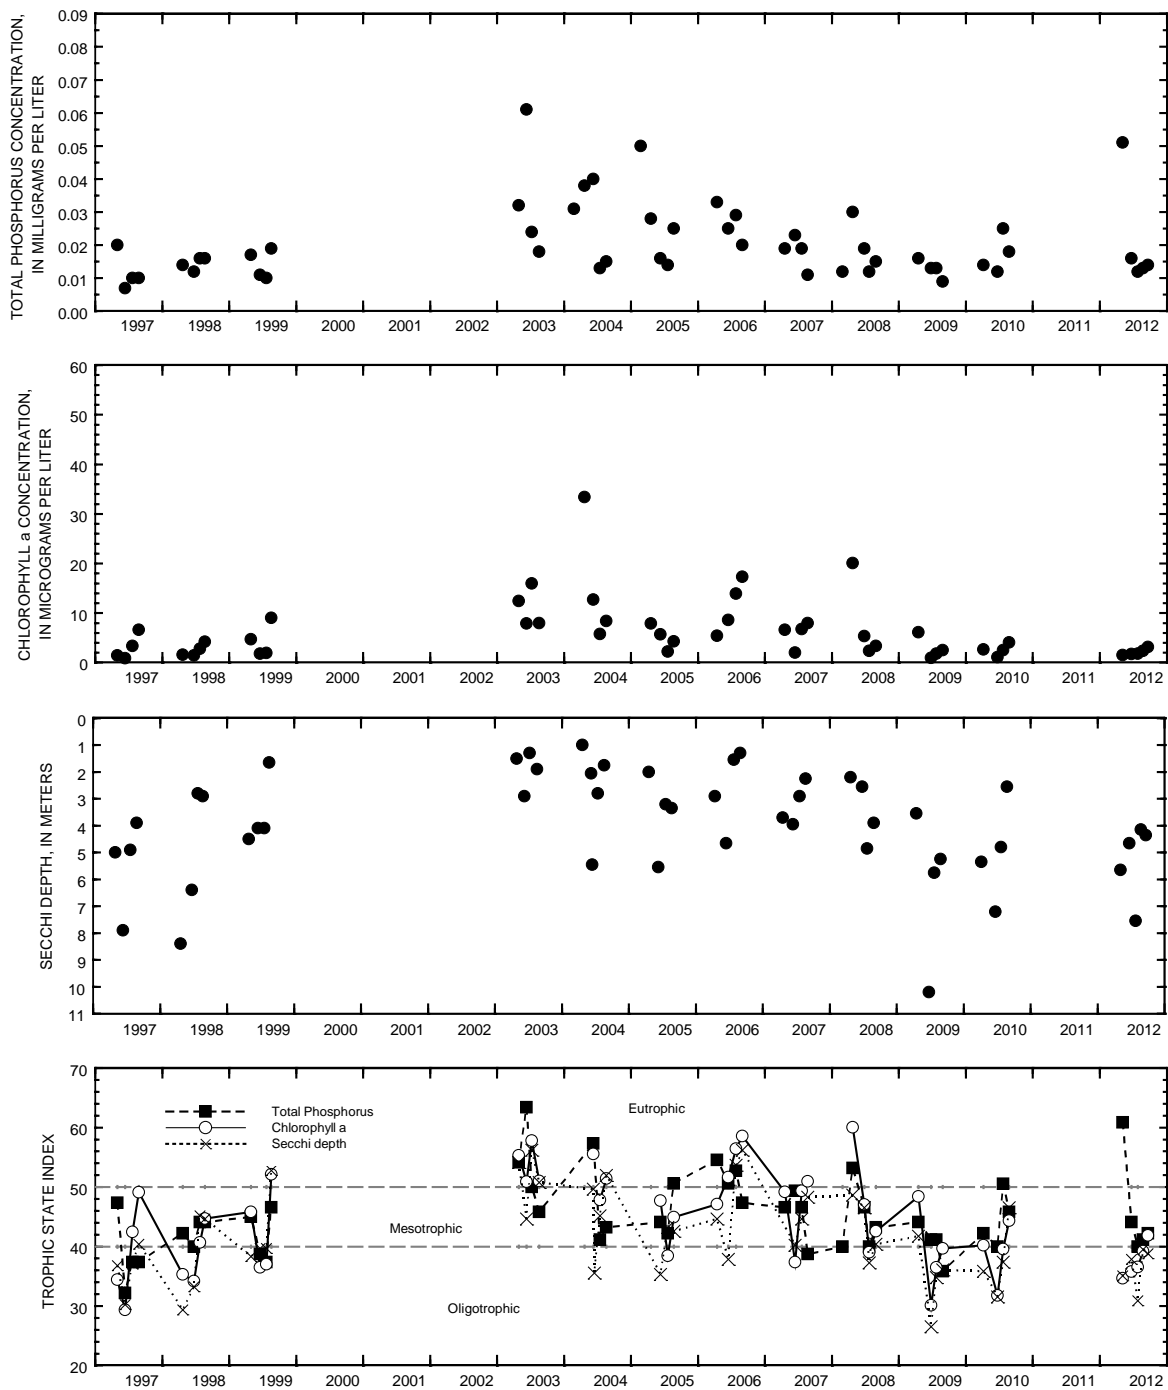 TOTAL PHOSPHORUS CONCENTRATION,
IN MILLIGRAMS PER LITER
0.09
0.08
0.07
0.06
0.05
0.04
0.03
0.02
0.01
0.00
1997 1998 1999 2000 2001 2002 2003 2004 2005 2006 2007 2008 2009 2010 2011 2012
CHLOROPHYLL a CONCENTRATION,
IN MICROGRAMS PER LITER
60
50
40
30
20
10
0
1997 1998 1999 2000 2001 2002 2003 2004 2005 2006 2007 2008 2009 2010 2011 2012
SECCHI DEPTH, IN METERS
0
1
2
3
4
5
6
7
8
9
10
11
1997 1998 1999 2000 2001 2002 2003 2004 2005 2006 2007 2008 2009 2010 2011 2012
TROPHIC STATE INDEX
70
60
50
40
30
20
Total Phosphorus
Chlorophyll a
Secchi depth
Eutrophic
Mesotrophic
Oligotrophic
1997 1998 1999 2000 2001 2002 2003 2004 2005 2006 2007 2008 2009 2010 2011 2012